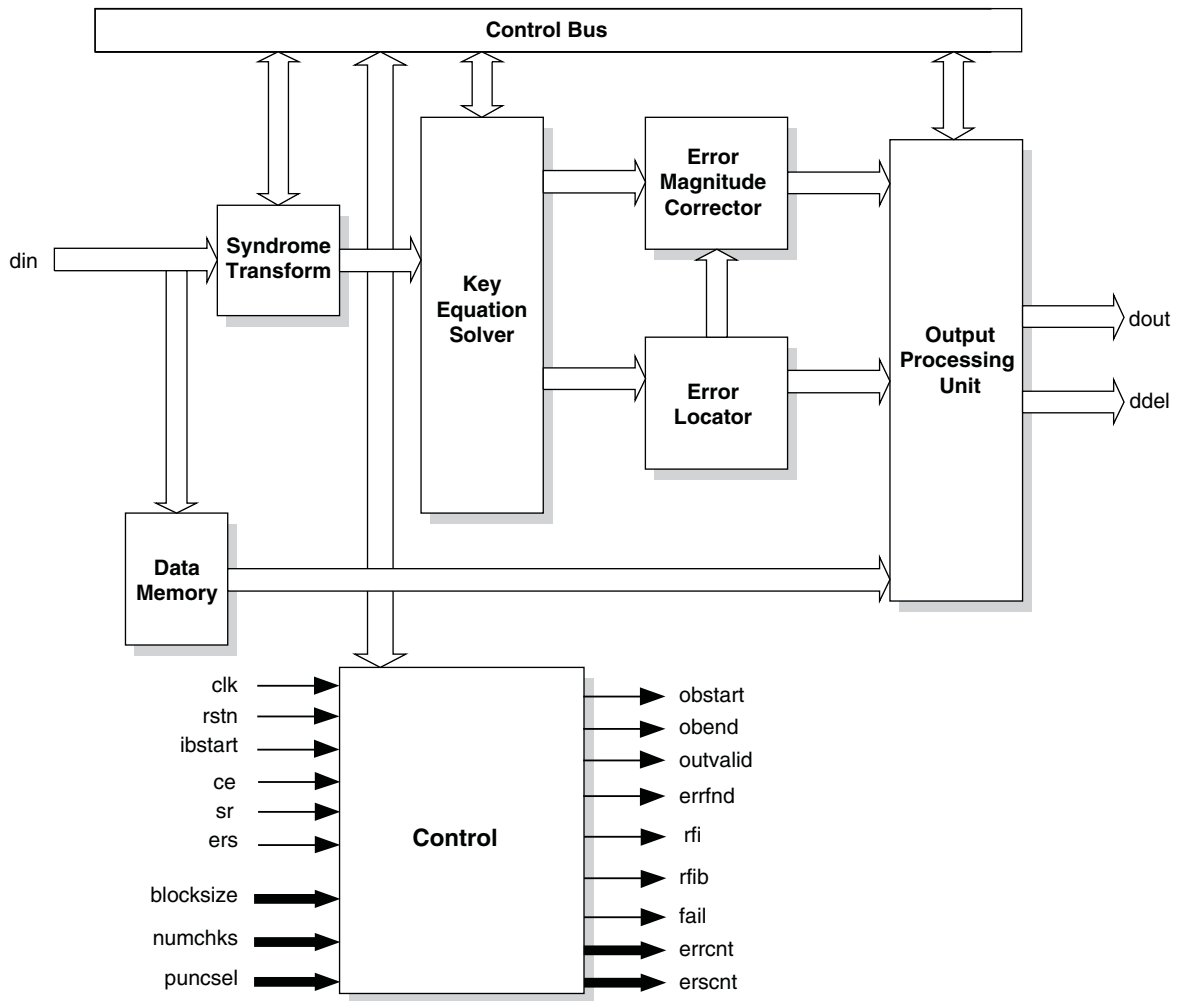 Control Bus
Error
Magnitude
Corrector
Syndrome
Transform
din
Key
Equation
Solver
Output
Processing
Unit
dout
ddel
Error
Locator
Data
Memory
clk
rstn
ibstart
ce
sr
ers
blocksize
numchks
puncsel
Control
obstart
obend
outvalid
errfnd
rfi
rfib
fail
errcnt
erscnt